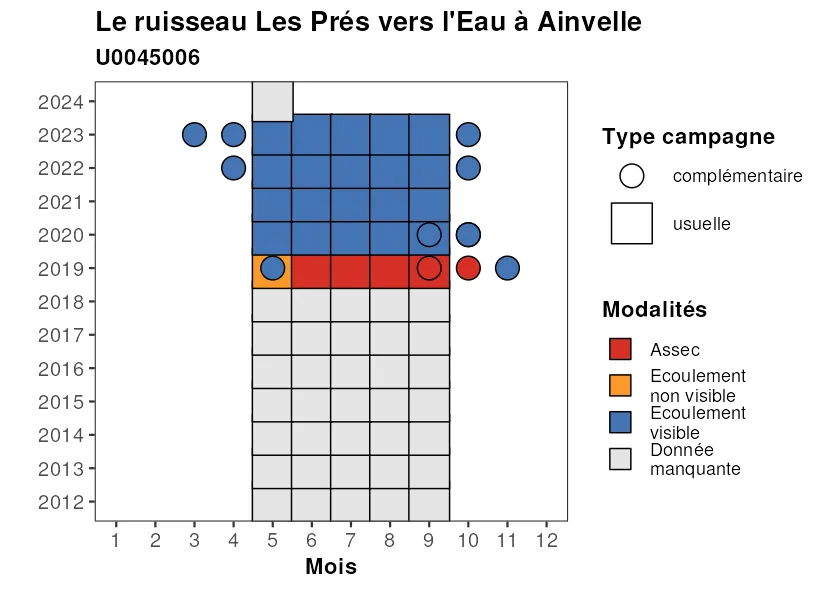 Le ruisseau Les Prés vers l'Eau à Ainvelle
U0045006
2024
2023
2022
2021
2020
2019
2018
2017
2016
2015
2014
2013
2012
1 2 3 4 5 6 7 8 9 10 11 12
Mois
Type campagne
complémentaire
usuelle
Modalités
Assec
Ecoulement
non visible
Ecoulement
visible
Donnée
manquante